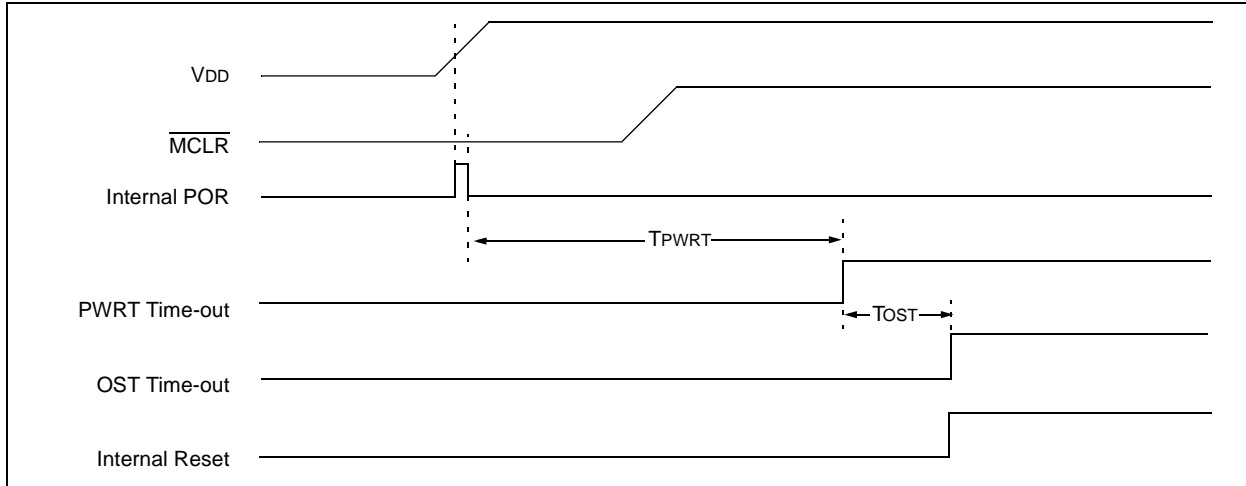 VDD
MCLR
Internal POR
TPWRT
PWRT Time-out
TOST
OST Time-out
Internal Reset